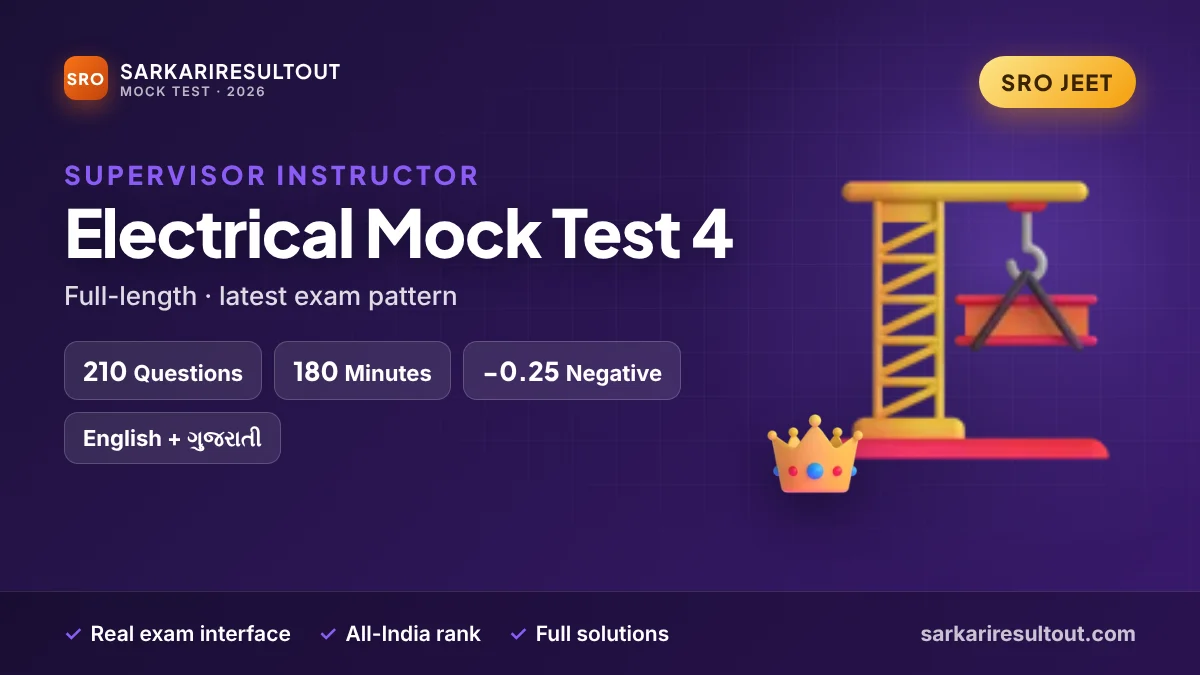 SRO
SARKARIRESULTOUT
MOCK TEST · 2026
SRO JEET
SUPERVISOR INSTRUCTOR
Electrical Mock Test 4
Full-length · latest exam pattern
210 Questions
180 Minutes
−0.25 Negative
English + ગુજરાતી
✓ Real exam interface
✓ All-India rank
✓ Full solutions
sarkariresultout.com